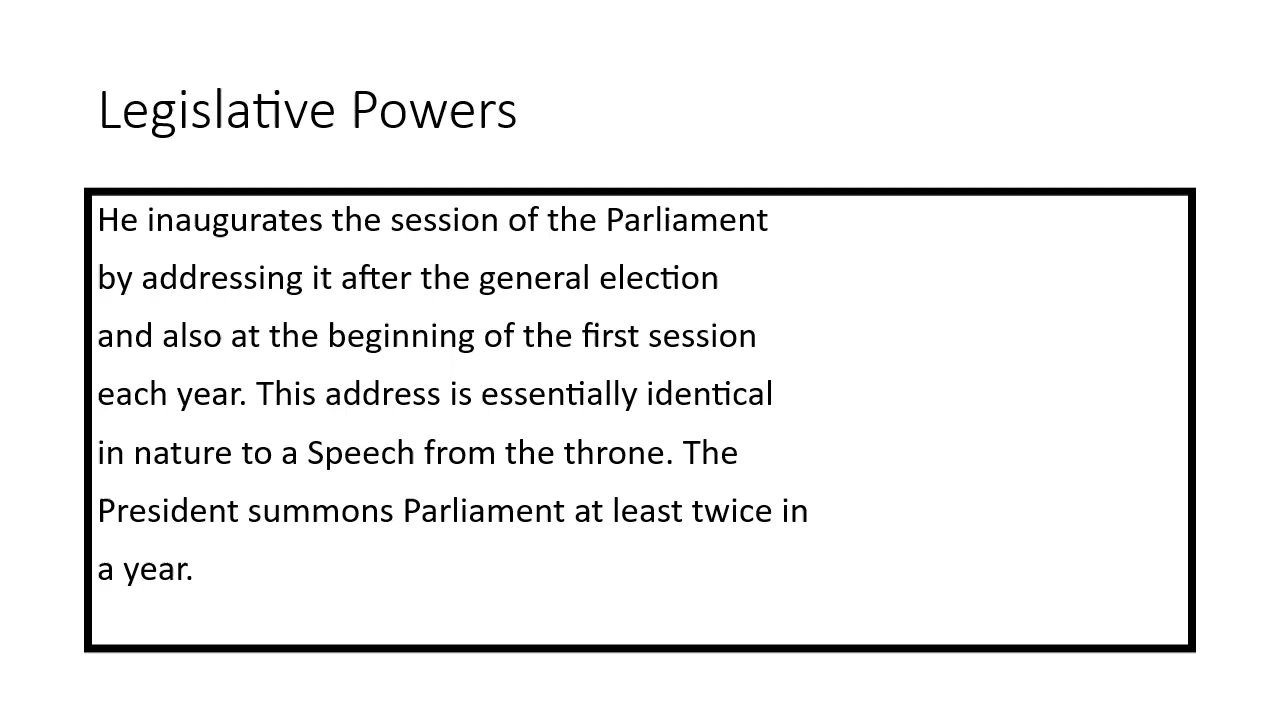 Legislative Powers
He inaugurates the session of the Parliament
by addressing it after the general election
and also at the beginning of the first session
each year. This address is essentially identical
in nature to a Speech from the throne. The
President summons Parliament at least twice in
a year.